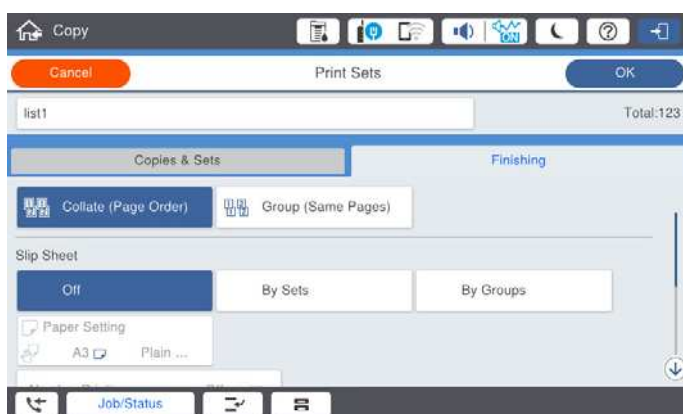 Copy
ON
Cancel
Print Sets
OK
list1
Total:123
Copies & Sets
Finishing
Collate (Page Order)
Group (Same Pages)
Slip Sheet
Off
By Sets
By Groups
Paper Setting
A3
Plain ...
Job/Status